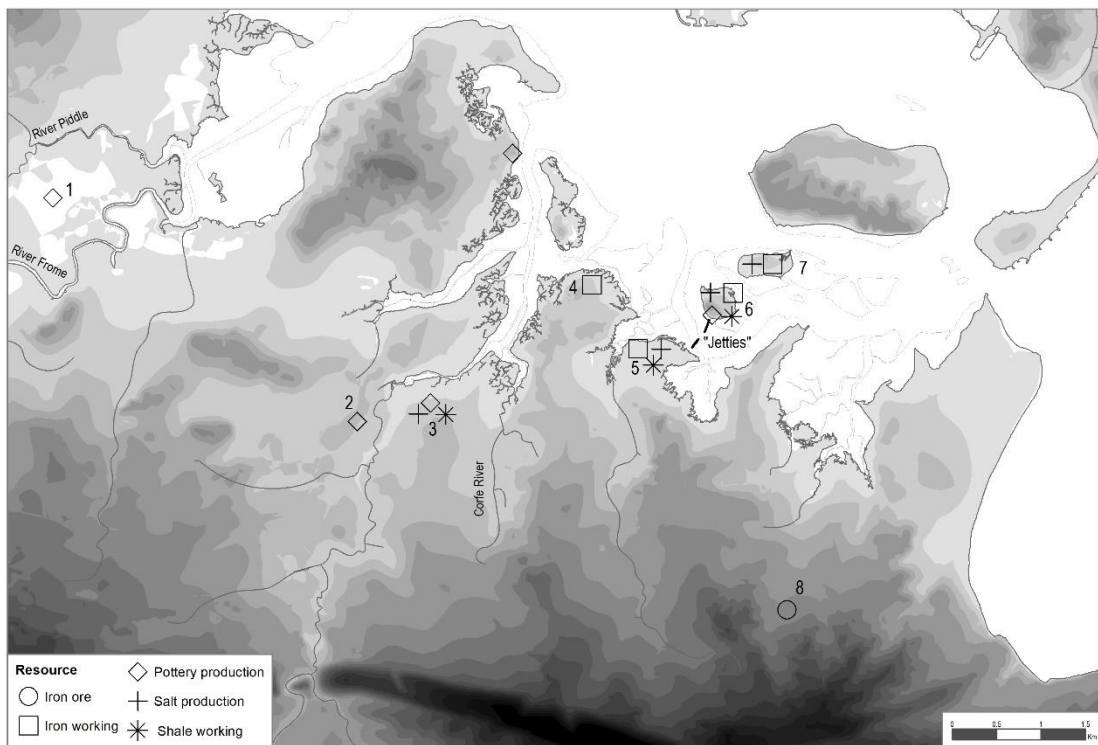 River Piddle
1
River Frome
7
4
6
"Jetties"
5
2
3
Corfe River
8
Resource
Iron ore
Iron working
Pottery production
Salt production
Shale working
0 0.5 1 1.5
Km